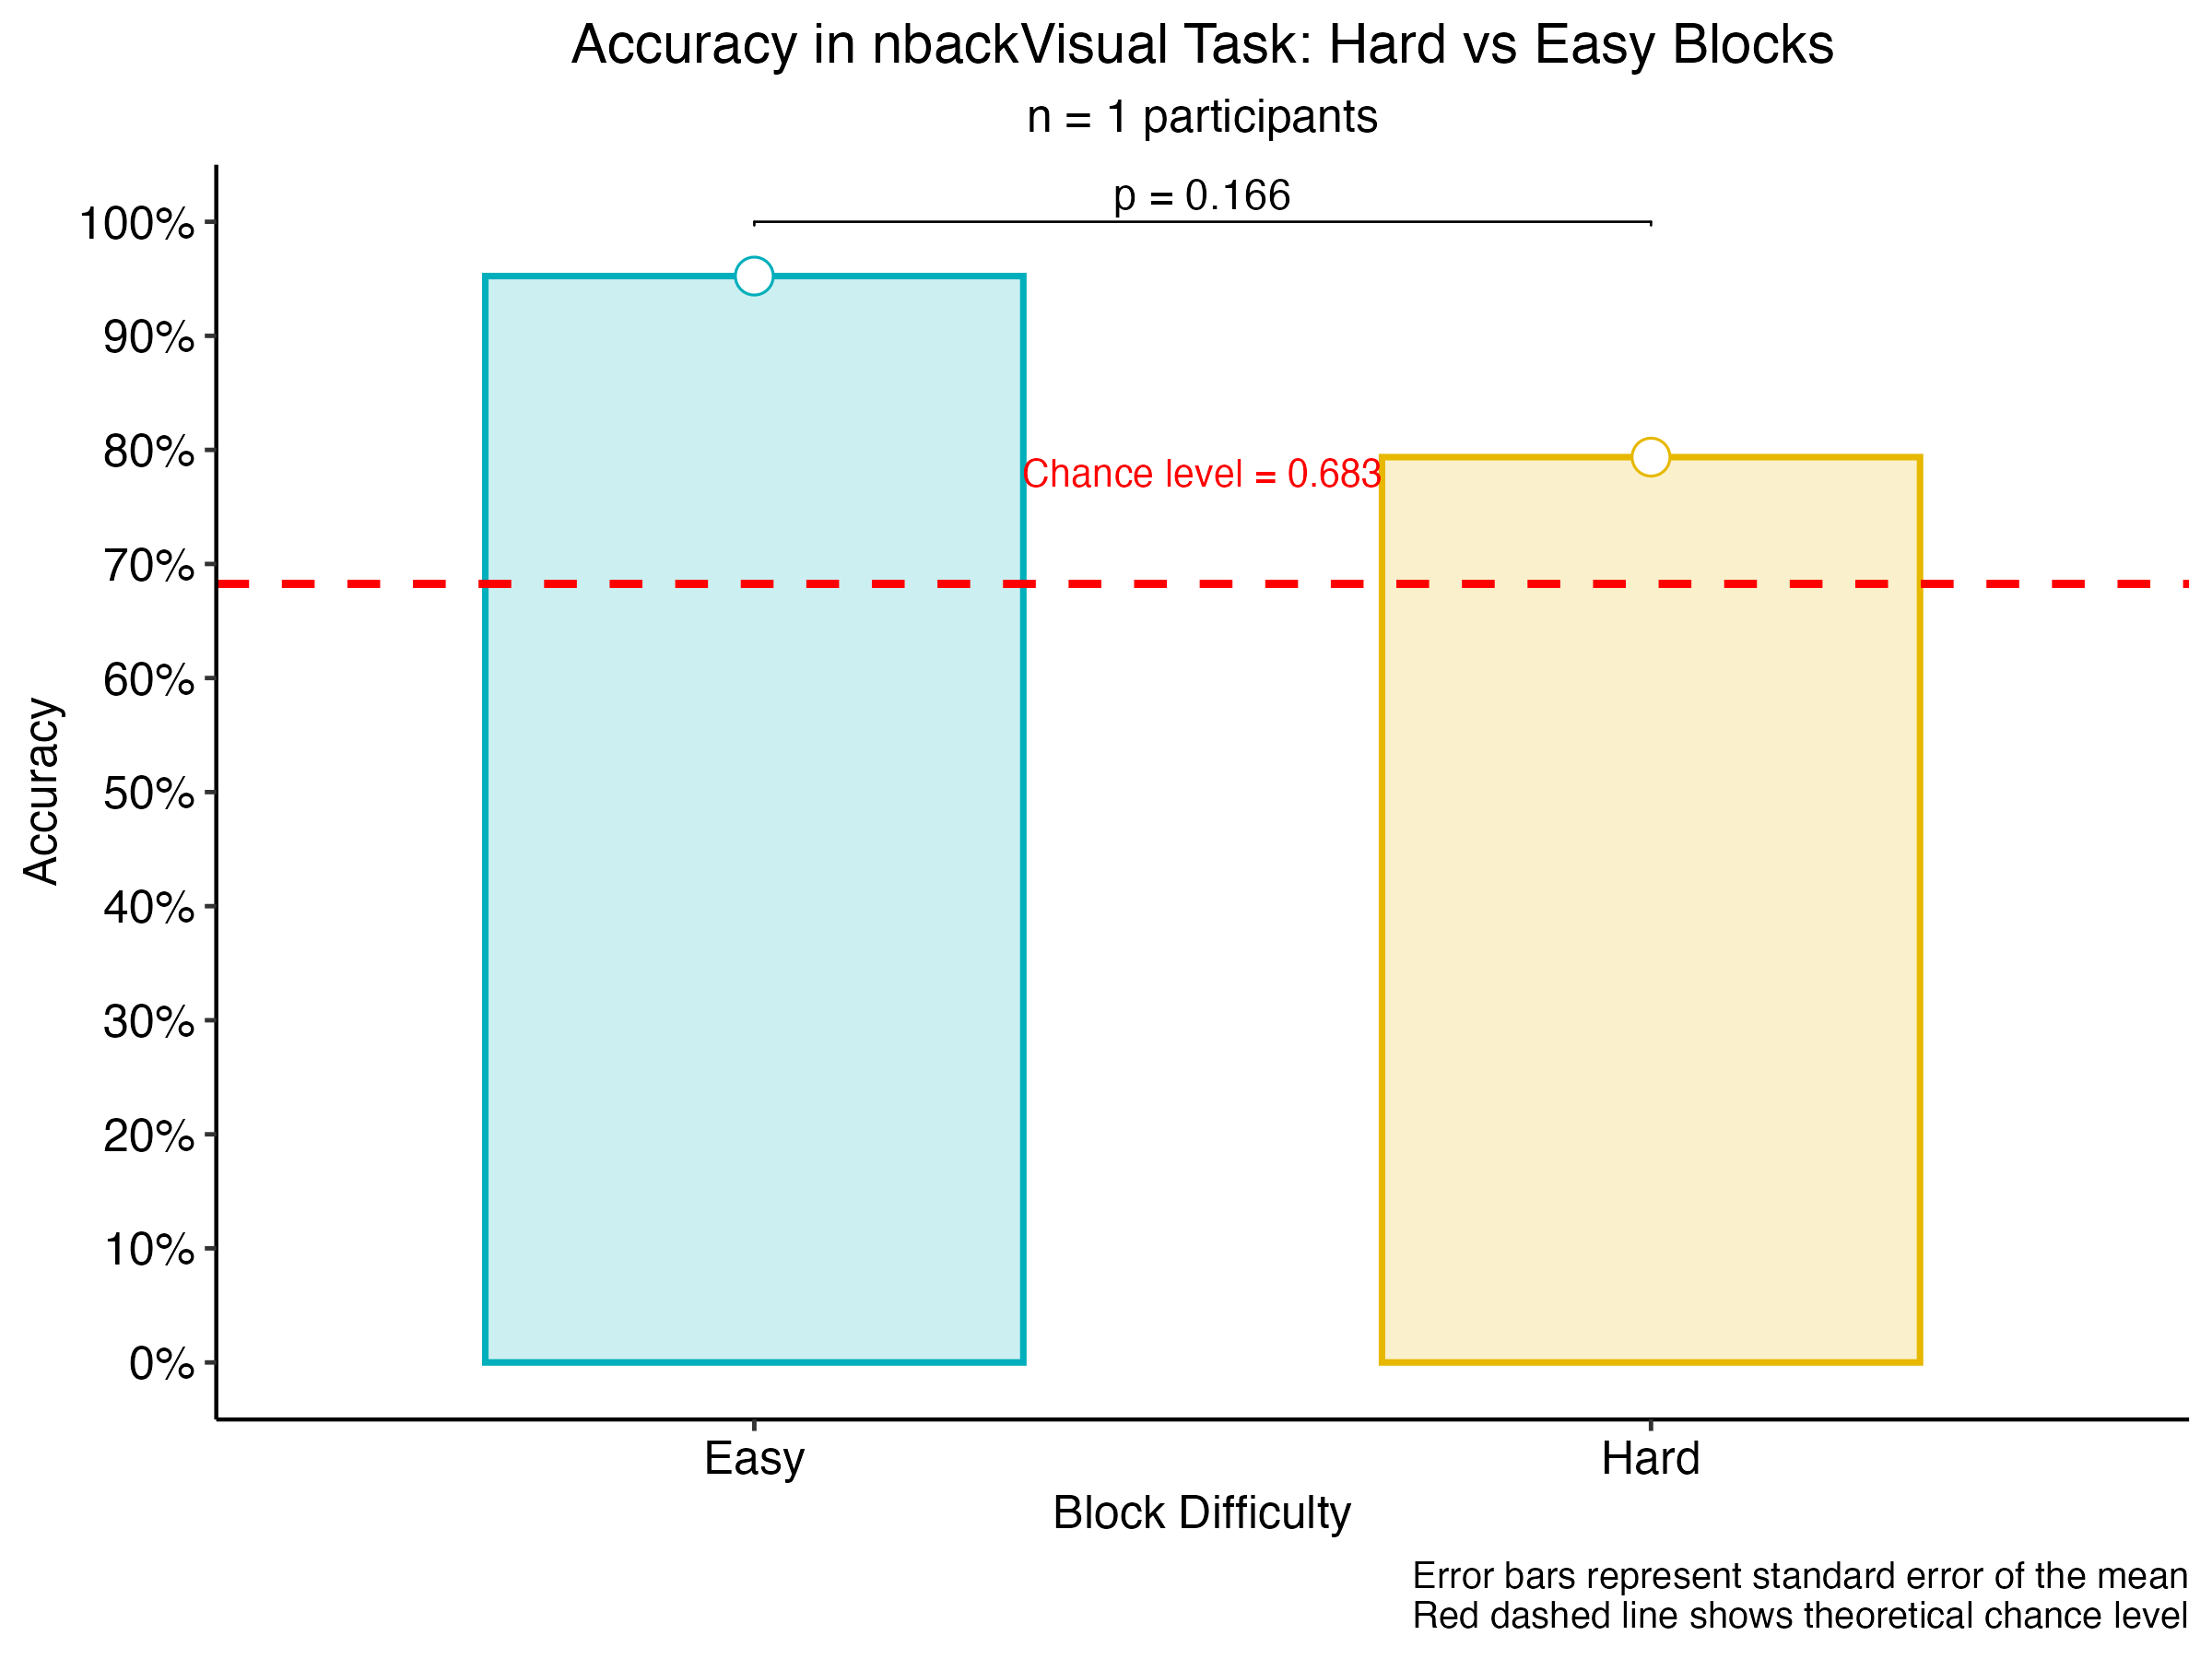 Accuracy in nbackVisual Task: Hard vs Easy Blocks
n = 1 participants
p = 0.166
100%
90%
80%
Chance level = 0.683
70%
60%
50%
40%
30%
20%
10%
0%
Accuracy
Easy
Hard
Block Difficulty
Error bars represent standard error of the mean
Red dashed line shows theoretical chance level